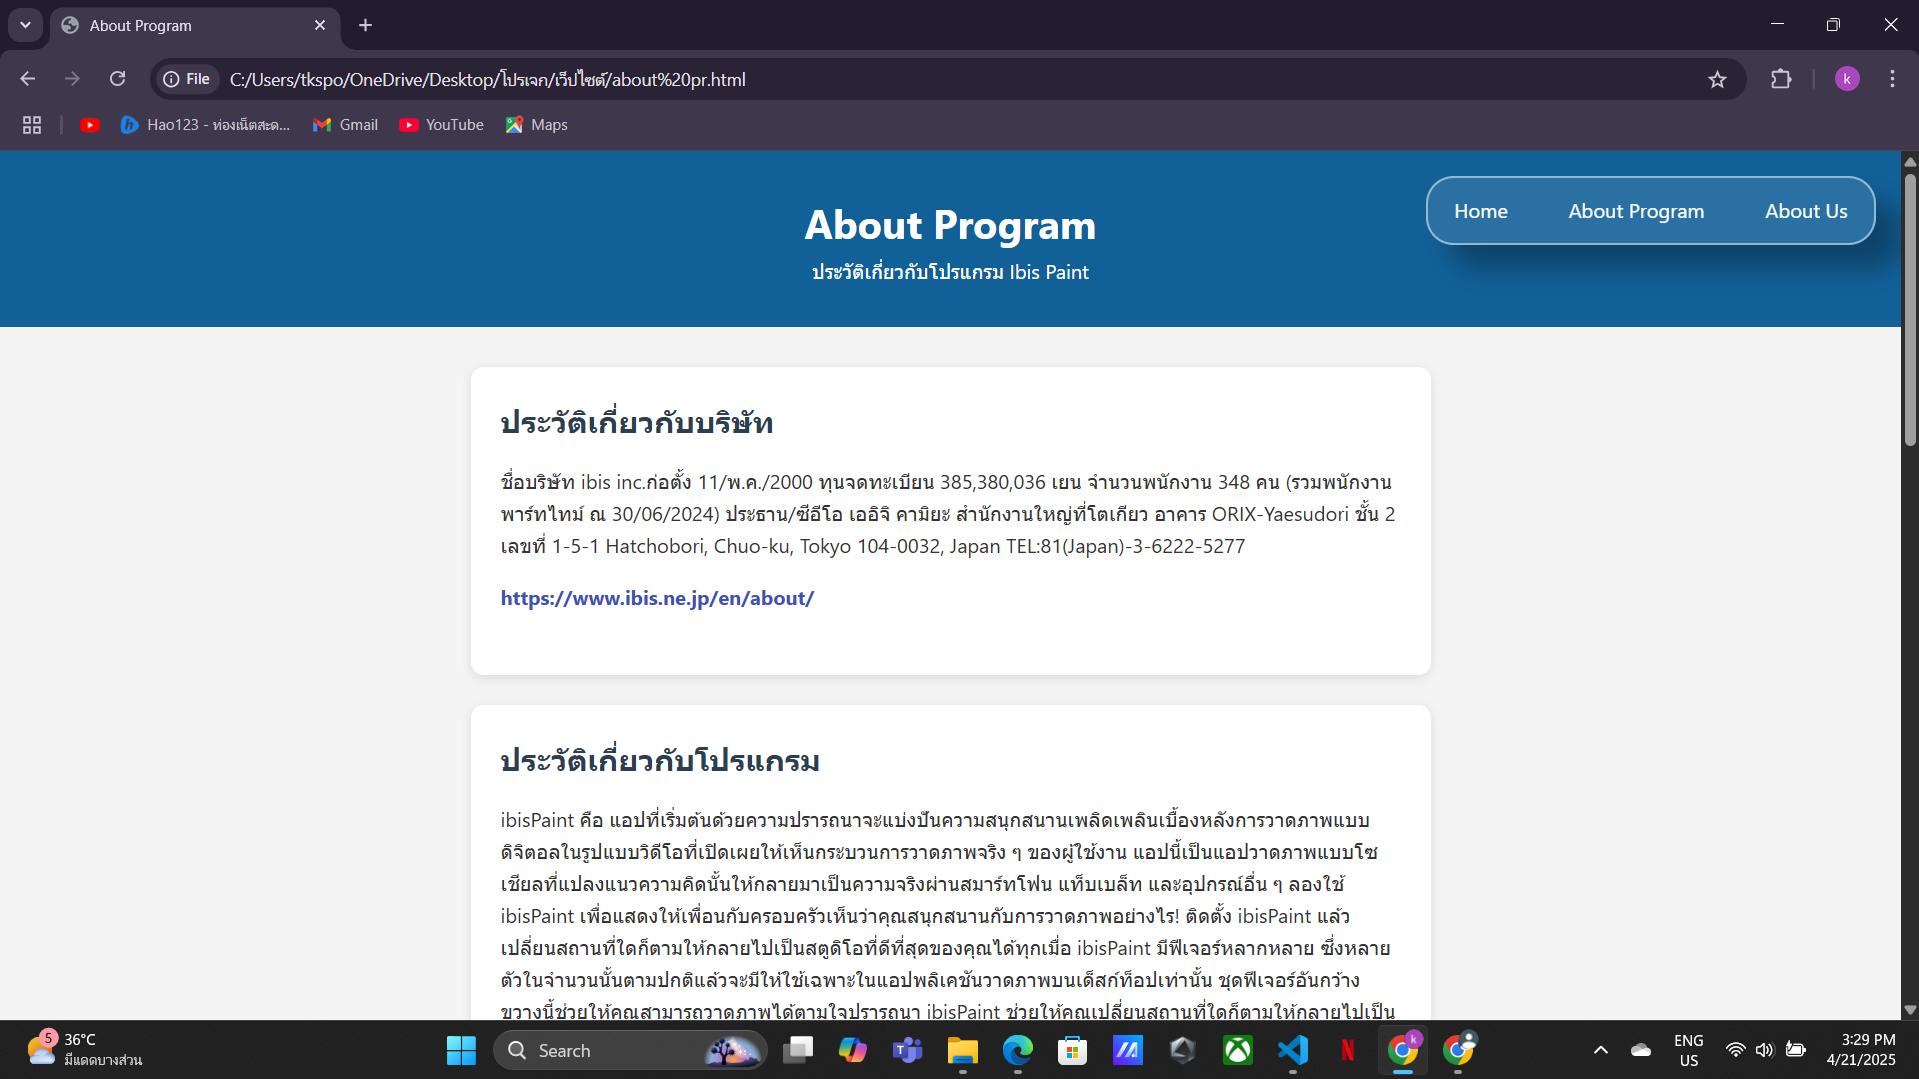 About Program
File
C:/Users/tkspo/OneDrive/Desktop/โปรเจก/เว็ปไซต์/about%20pr.html
k
Hao123 - ท่องเน็ตสะด...
Gmail
YouTube
Maps
Home
About Program
About Us
About Program
ประวัติเกี่ยวกับโปรแกรม Ibis Paint
ประวัติเกี่ยวกับบริษัท
ชื่อบริษัท ibis inc.ก่อตั้ง 11/พ.ค./2000 ทุนจดทะเบียน 385,380,036 เยน จำนวนพนักงาน 348 คน (รวมพนักงาน
พาร์ทไทม์ ณ 30/06/2024) ประธาน/ซีอีโอ เออิจิ คามิยะ สำนักงานใหญ่ที่โตเกียว อาคาร ORIX-Yaesudori ชั้น 2
เลขที่ 1-5-1 Hatchobori, Chuo-ku, Tokyo 104-0032, Japan TEL:81(Japan)-3-6222-5277
https://www.ibis.ne.jp/en/about/
ประวัติเกี่ยวกับโปรแกรม
ibisPaint คือ แอปที่เริ่มต้นด้วยความปรารถนาจะแบ่งปันความสนุกสนานเพลิดเพลินเบื้องหลังการวาดภาพแบบ
ดิจิตอลในรูปแบบวิดีโอที่เปิดเผยให้เห็นกระบวนการวาดภาพจริง ๆ ของผู้ใช้งาน แอปนี้เป็นแอปวาดภาพแบบโซ
เชียลที่แปลงแนวความคิดนั้นให้กลายมาเป็นความจริงผ่านสมาร์ทโฟน แท็บเบล็ท และอุปกรณ์อื่น ๆ ลองใช้
ibisPaint เพื่อแสดงให้เพื่อนกับครอบครัวเห็นว่าคุณสนุกสนานกับการวาดภาพอย่างไร! ติดตั้ง ibisPaint แล้ว
เปลี่ยนสถานที่ใดก็ตามให้กลายไปเป็นสตูดิโอที่ดีที่สุดของคุณได้ทุกเมื่อ ibisPaint มีฟีเจอร์หลากหลาย ซึ่งหลาย
ตัวในจำนวนนั้นตามปกติแล้วจะมีให้ใช้เฉพาะในแอปพลิเคชันวาดภาพบนเด็สก์ท็อปเท่านั้น ชุดฟีเจอร์อันกว้าง
ขวางนี้ช่วยให้คุณสามารถวาดภาพได้ตามใจปรารถนา ibisPaint ช่วยให้คุณเปลี่ยนสถานที่ใดก็ตามให้กลายไปเป็น
5
36°C
มีแดดบางส่วน
Search
k
ENG
US
3:29 PM
4/21/2025